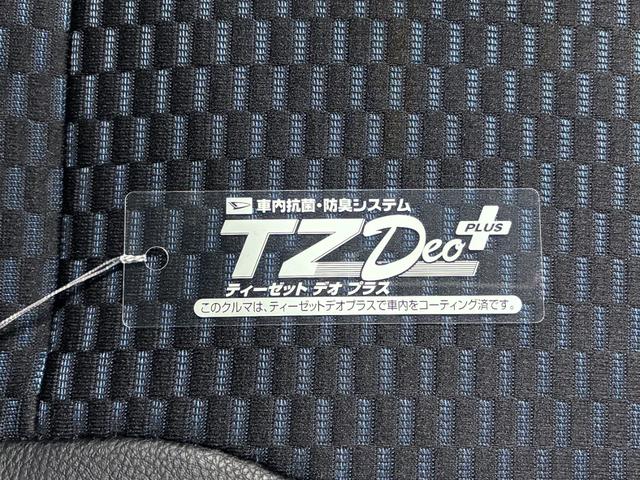 車内抗菌・防臭システム
TZ Deo PLUS
ティーゼット デオ プラス
このクルマは、ティーゼットデオプラスで車内をコーティング済です。